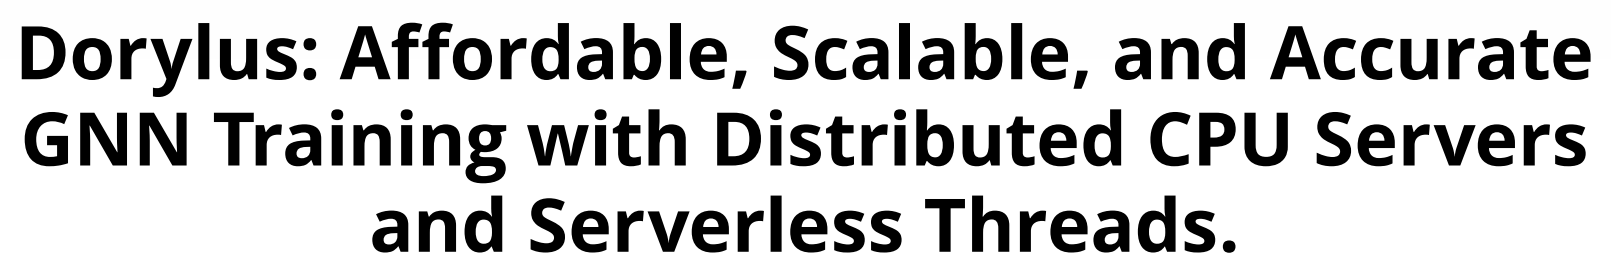 Dorylus: Affordable, Scalable, and Accurate
GNN Training with Distributed CPU Servers
and Serverless Threads.